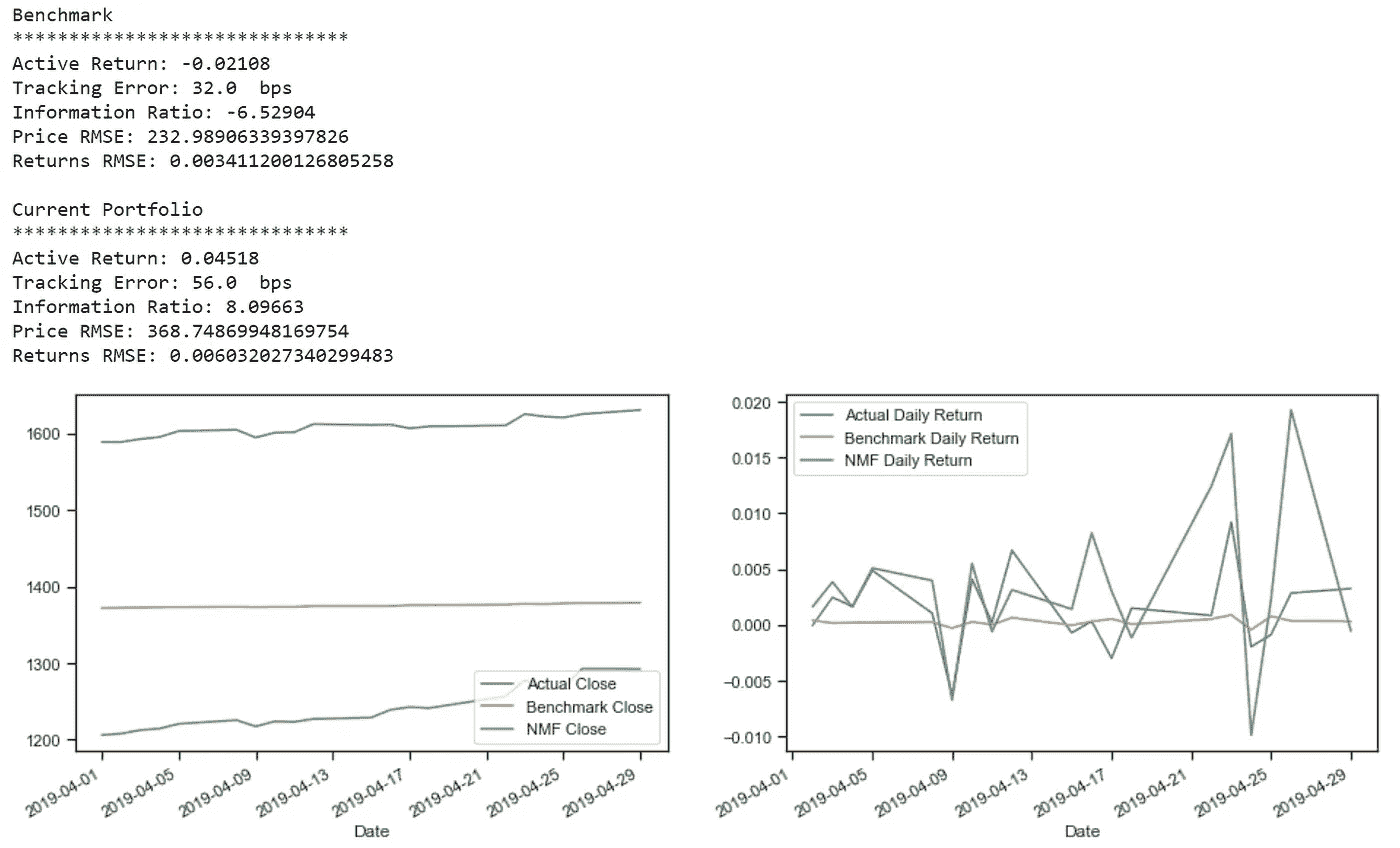 Benchmark
******************************
Active Return: -0.02108
Tracking Error: 32.0  bps
Information Ratio: -6.52904
Price RMSE: 232.98906339397826
Returns RMSE: 0.003411200126805258
Current Portfolio
******************************
Active Return: 0.04518
Tracking Error: 56.0  bps
Information Ratio: 8.09663
Price RMSE: 368.74869948169754
Returns RMSE: 0.006032027340299483
1600
1500
1400
1300
1200
Actual Close
Benchmark Close
NMF Close
2019-04-01
2019-04-05
2019-04-09
2019-04-13
2019-04-17
2019-04-21
2019-04-25
2019-04-29
Date
0.020
0.015
0.010
0.005
0.000
−0.005
−0.010
Actual Daily Return
Benchmark Daily Return
NMF Daily Return
2019-04-01
2019-04-05
2019-04-09
2019-04-13
2019-04-17
2019-04-21
2019-04-25
2019-04-29
Date